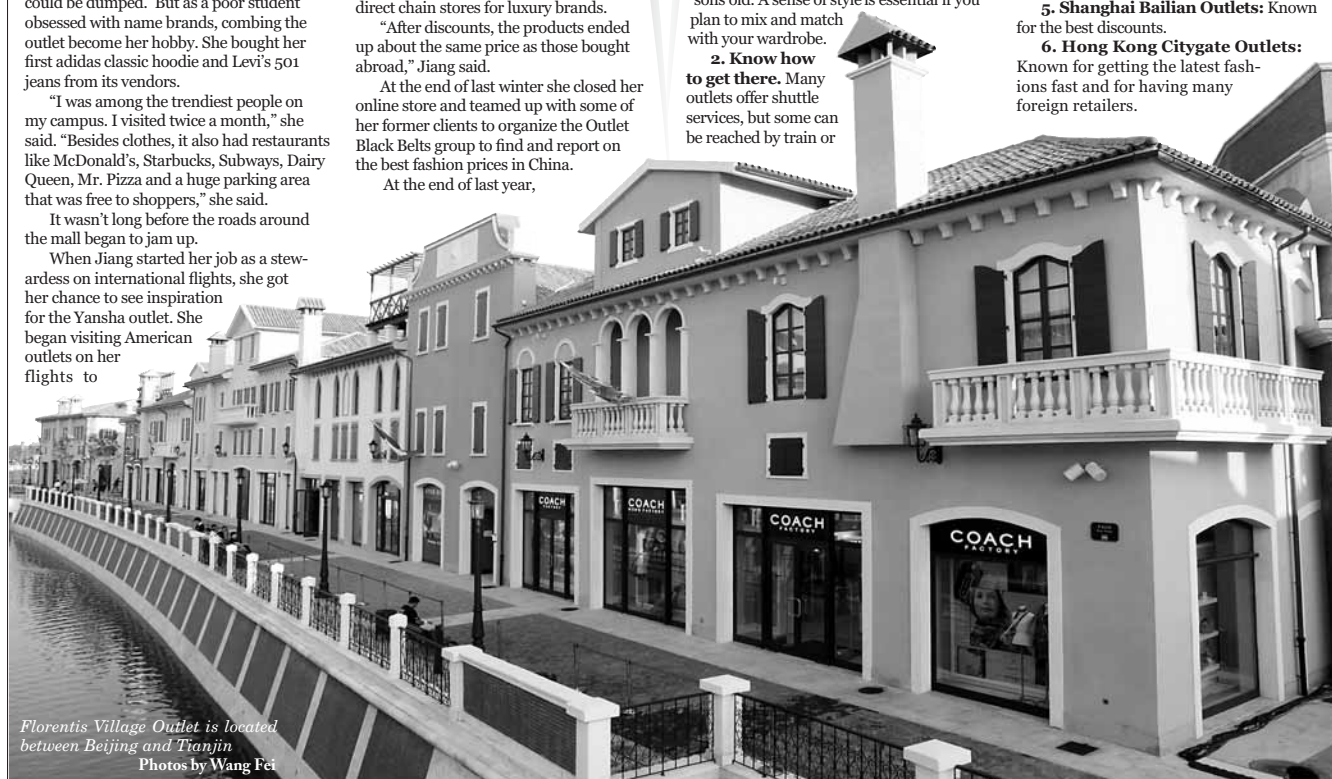 could be dumped. But as a poor student
obsessed with name brands, combing the
outlet become her hobby. She bought her
first adidas classic hoodie and Levi's 501
jeans from its vendors.
"I was among the trendiest people on
my campus. I visited twice a month," she
said. "Besides clothes, it also had restaurants
like McDonald's, Starbucks, Subways, Dairy
Queen, Mr. Pizza and a huge parking area
that was free to shoppers," she said.
It wasn't long before the roads around
the mall began to jam up.
When Jiang started her job as a stew-
ardess on international flights, she got
her chance to see inspiration
for the Yansha outlet. She
began visiting American
outlets on her
flights to
direct chain stores for luxury brands.
"After discounts, the products ended
up about the same price as those bought
abroad," Jiang said.
At the end of last winter she closed her
online store and teamed up with some of
her former clients to organize the Outlet
Black Belts group to find and report on
the best fashion prices in China.
At the end of last year,
sons old. A sense of style is essential if you
plan to mix and match
with your wardrobe.
2. Know how
to get there. Many
outlets offer shuttle
services, but some can
be reached by train or
5. Shanghai Bailian Outlets: Known
for the best discounts.
6. Hong Kong Citygate Outlets:
Known for getting the latest fash-
ions fast and for having many
foreign retailers.
COACH
FACTORY
COACH
FACTORY
COACH
FACTORY
COACH
FACTORY
Florentis Village Outlet is located
between Beijing and Tianjin
Photos by Wang Fei